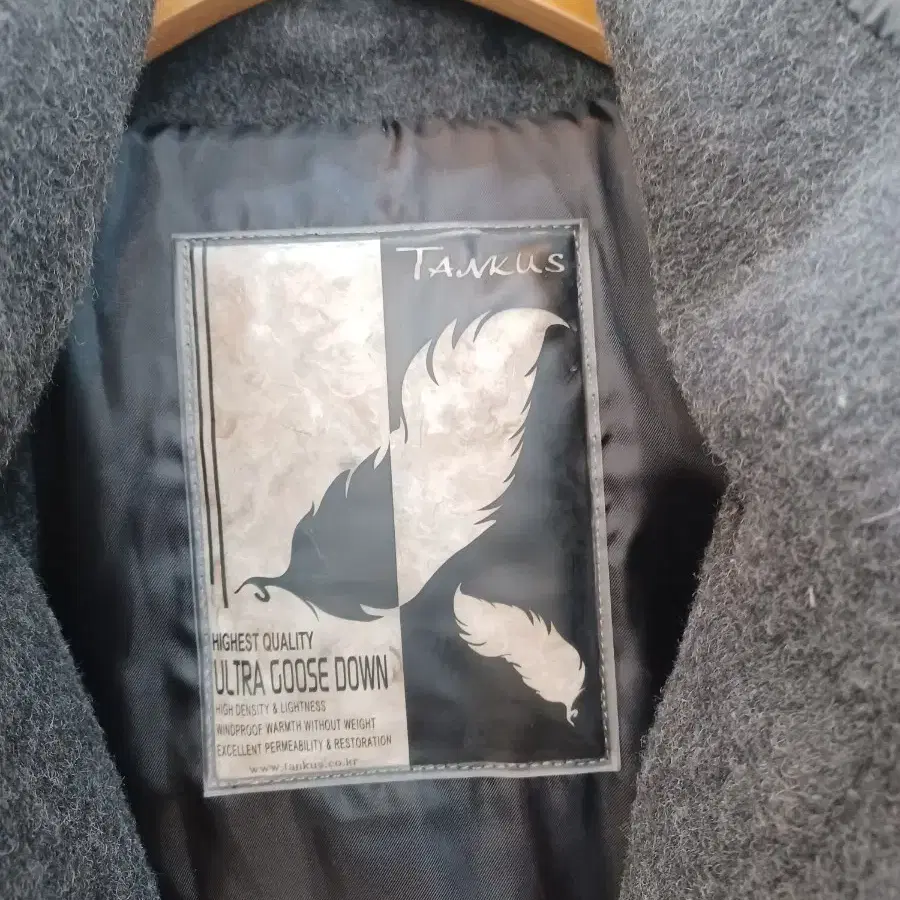 TANKUS
HIGHEST QUALITY
ULTRA GOOSE DOWN
HIGH DENSITY & LIGHTNESS
WINDPROOF WARMTH WITHOUT WEIGHT
EXCELLENT PERMEABILITY & RESTORATION
www.tankus.co.kr